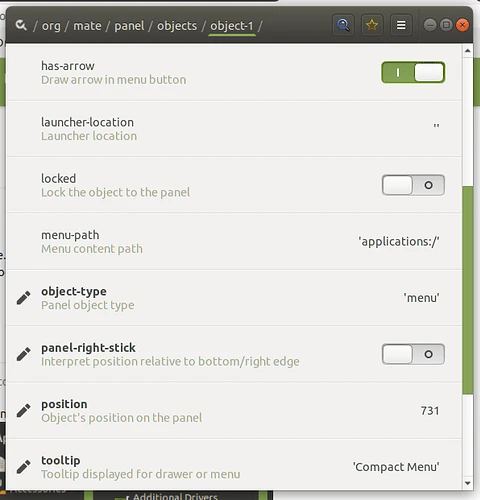 / org / mate / panel / objects / object-1 /
has-arrow
Draw arrow in menu button
launcher-location
Launcher location
''
locked
Lock the object to the panel
menu-path
Menu content path
'applications:/'
object-type
Panel object type
'menu'
panel-right-stick
Interpret position relative to bottom/right edge
position
Object's position on the panel
731
tooltip
Tooltip displayed for drawer or menu
'Compact Menu'
Accessories
Additional Drivers